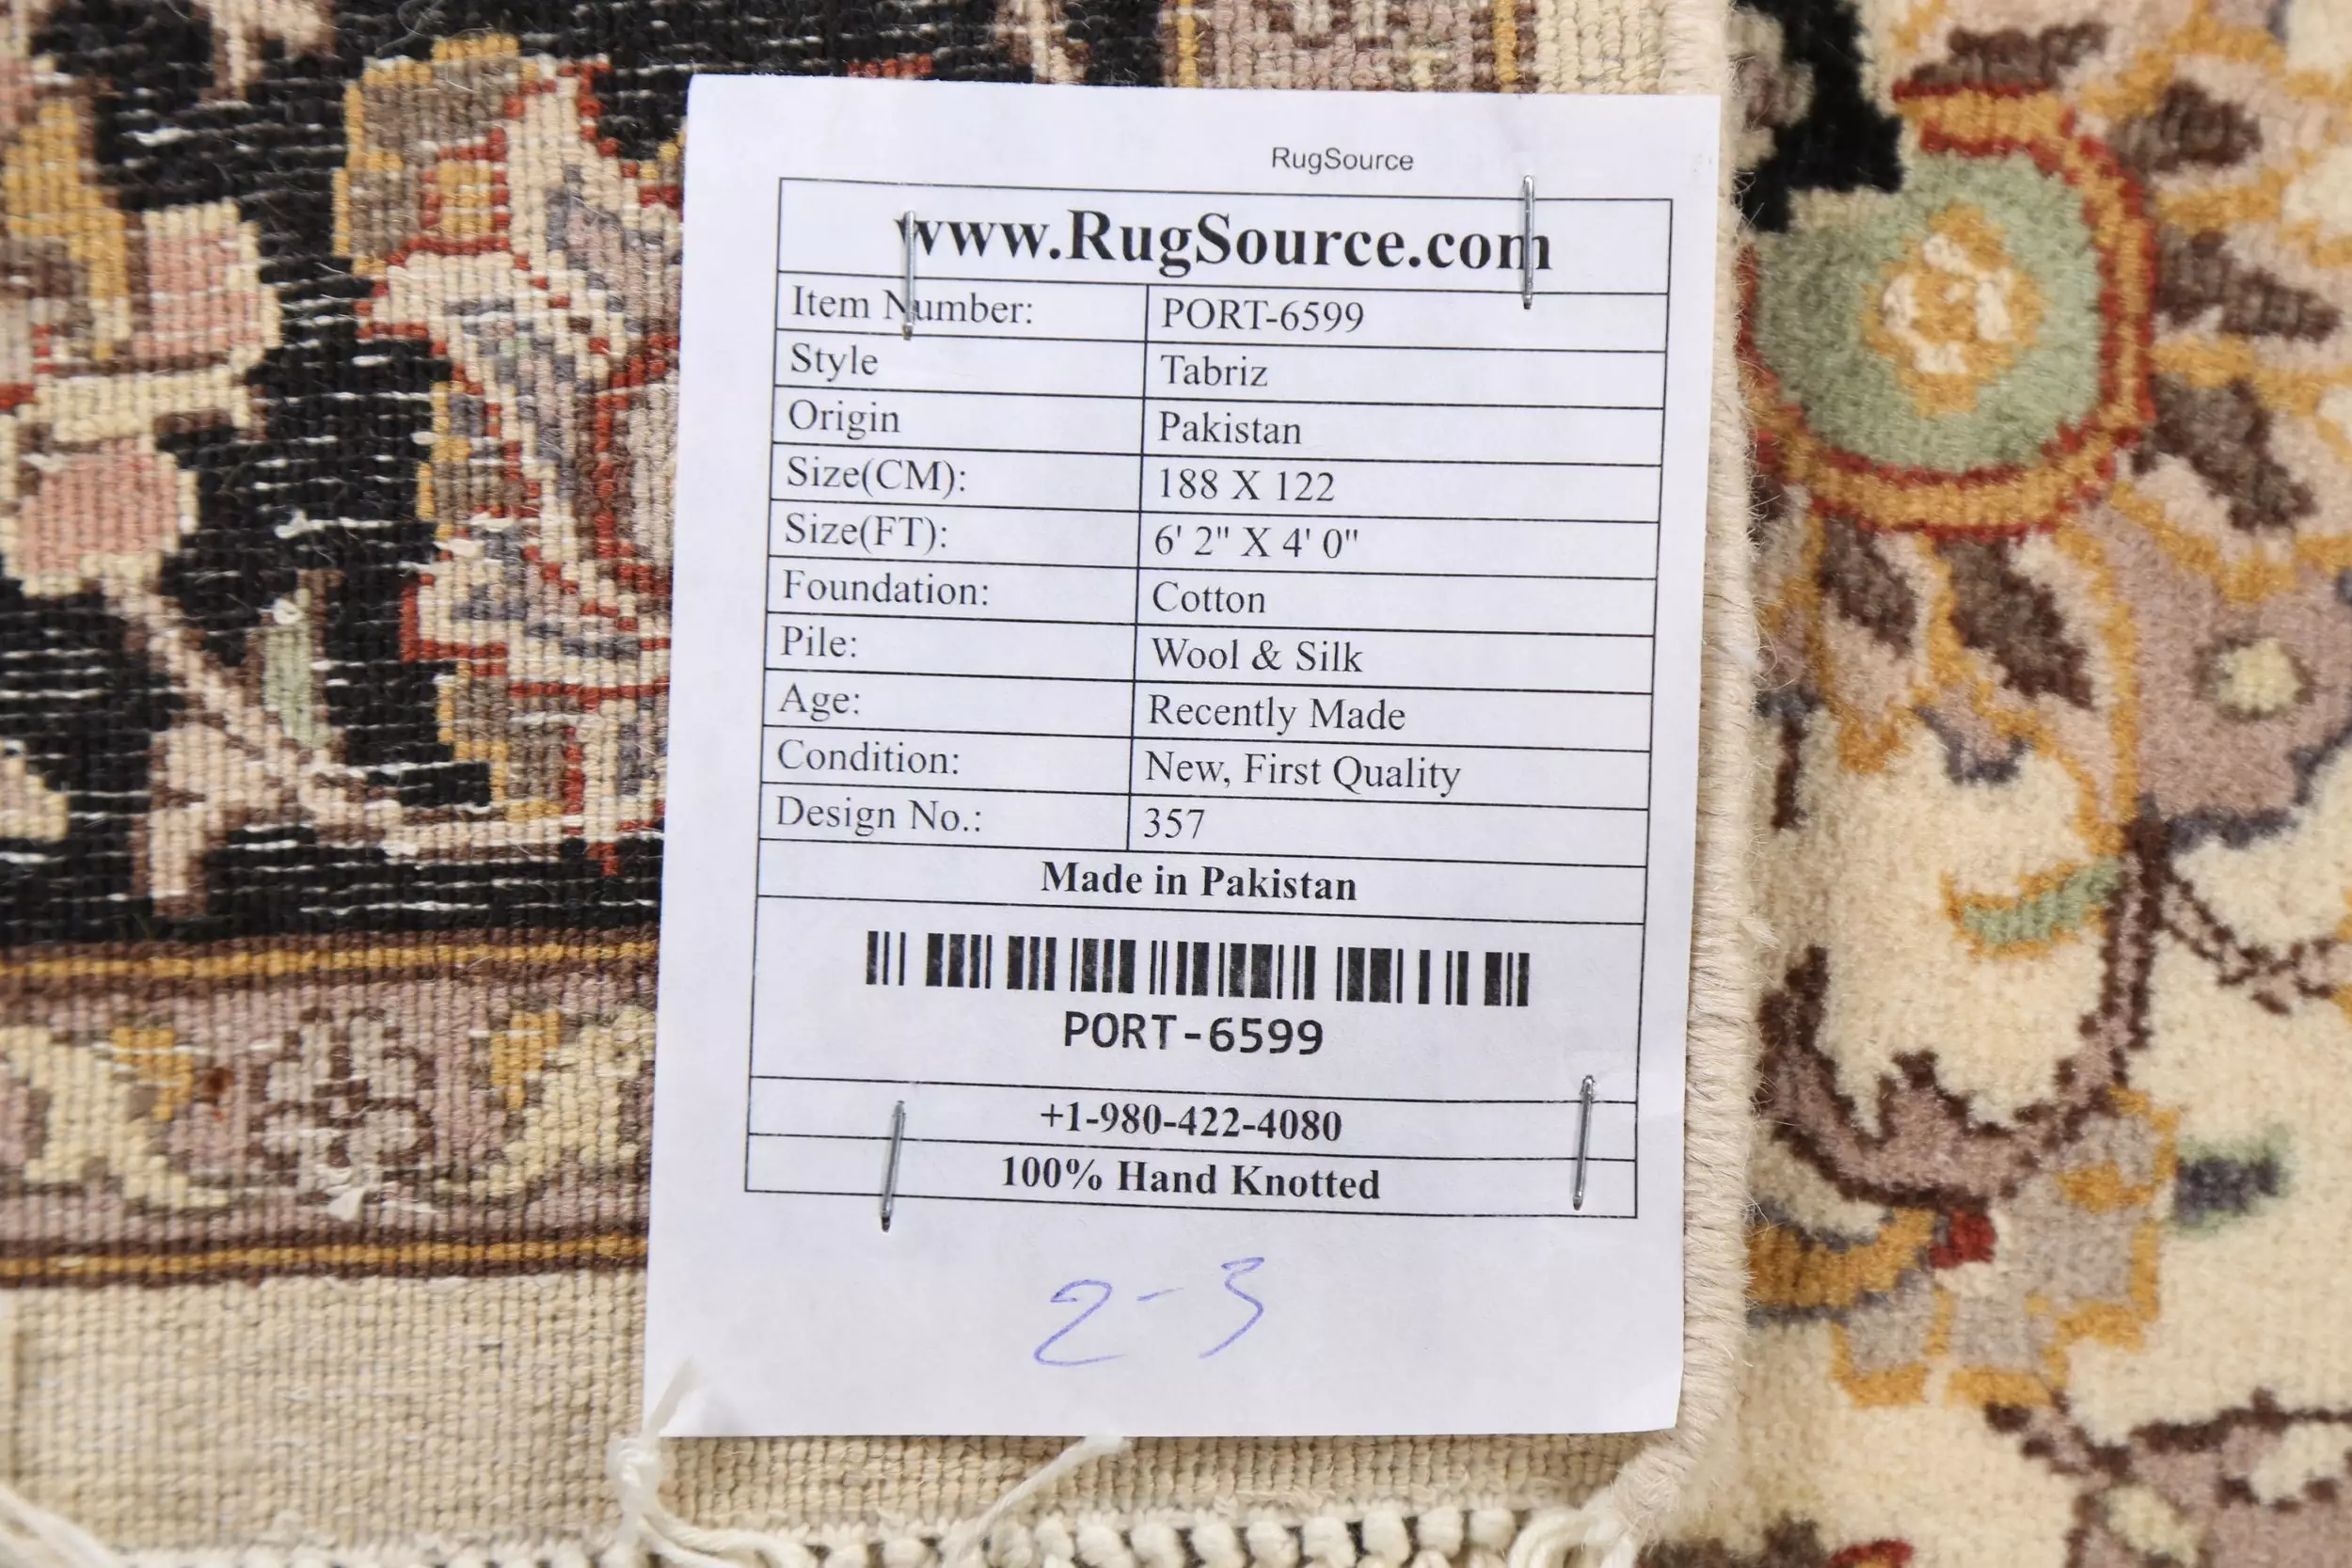 RugSource
www.RugSource.com
Item Number: PORT-6599
Style Tabriz
Origin Pakistan
Size(CM): 188 X 122
Size(FT): 6' 2" X 4' 0"
Foundation: Cotton
Pile: Wool & Silk
Age: Recently Made
Condition: New, First Quality
Design No.: 357
Made in Pakistan
PORT-6599
+1-980-422-4080
100% Hand Knotted
2-3